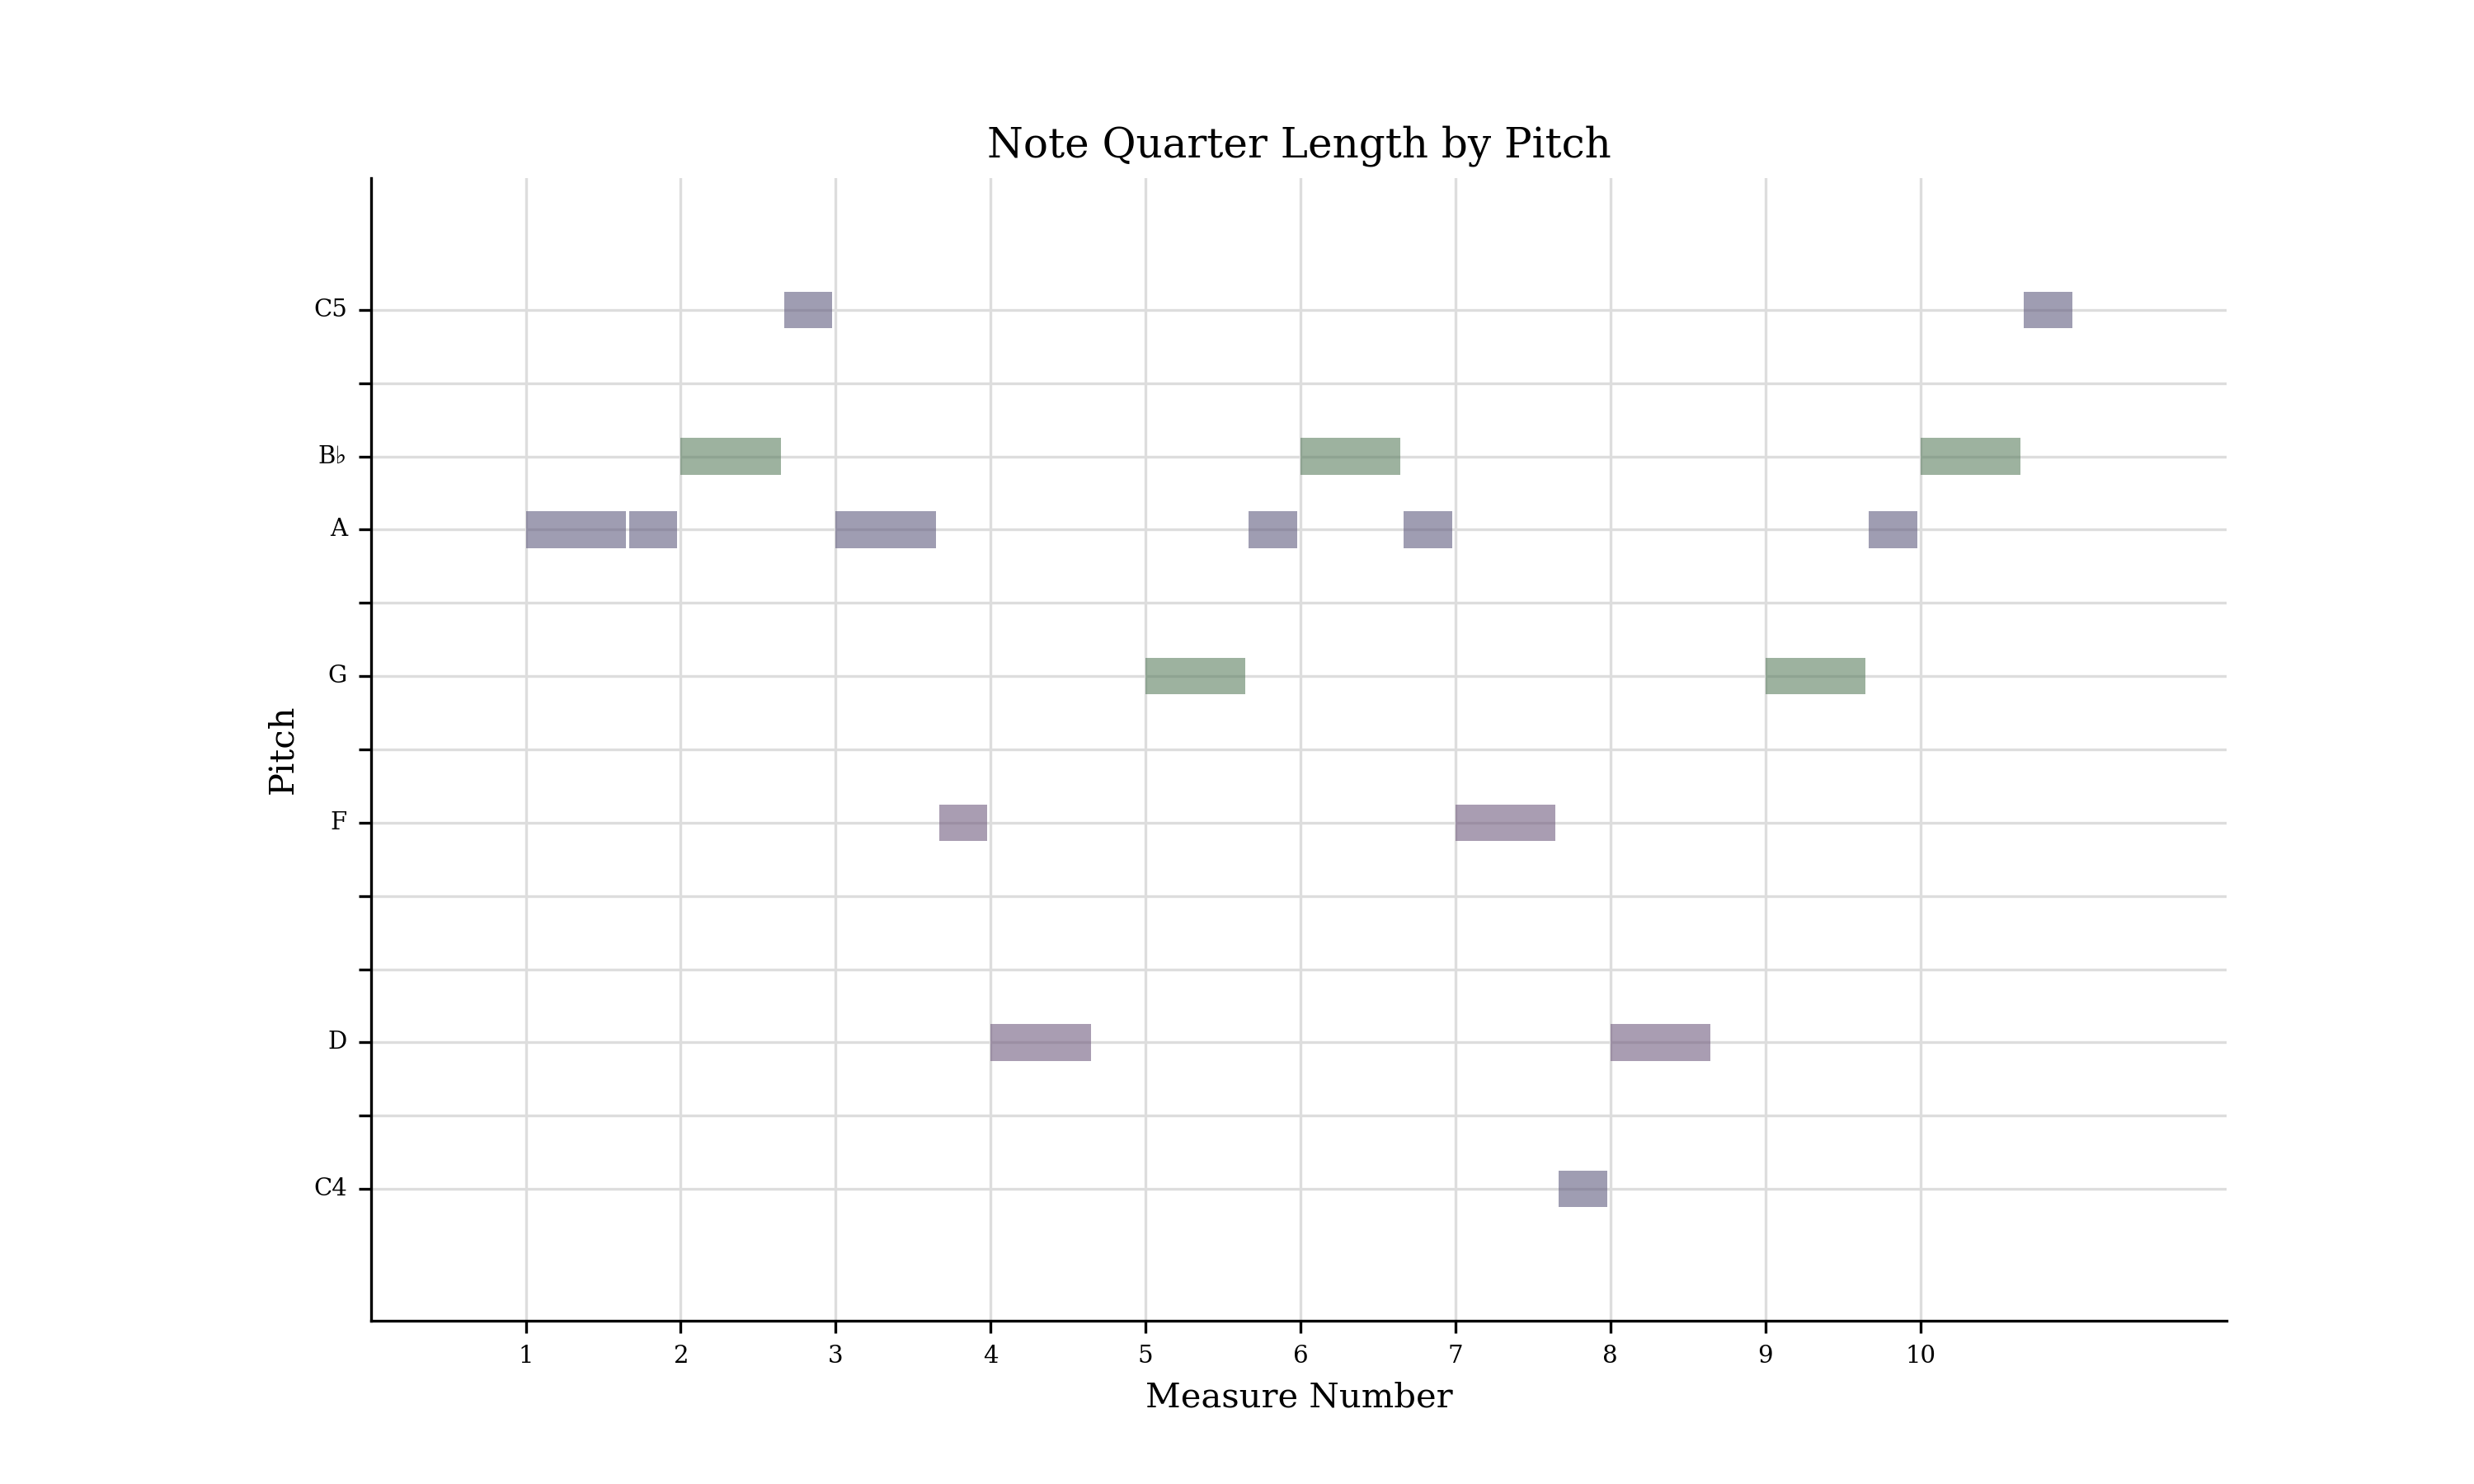 Note Quarter Length by Pitch
C5
B♭
A
G
F
D
C4
Pitch
1 2 3 4 5 6 7 8 9 10
Measure Number